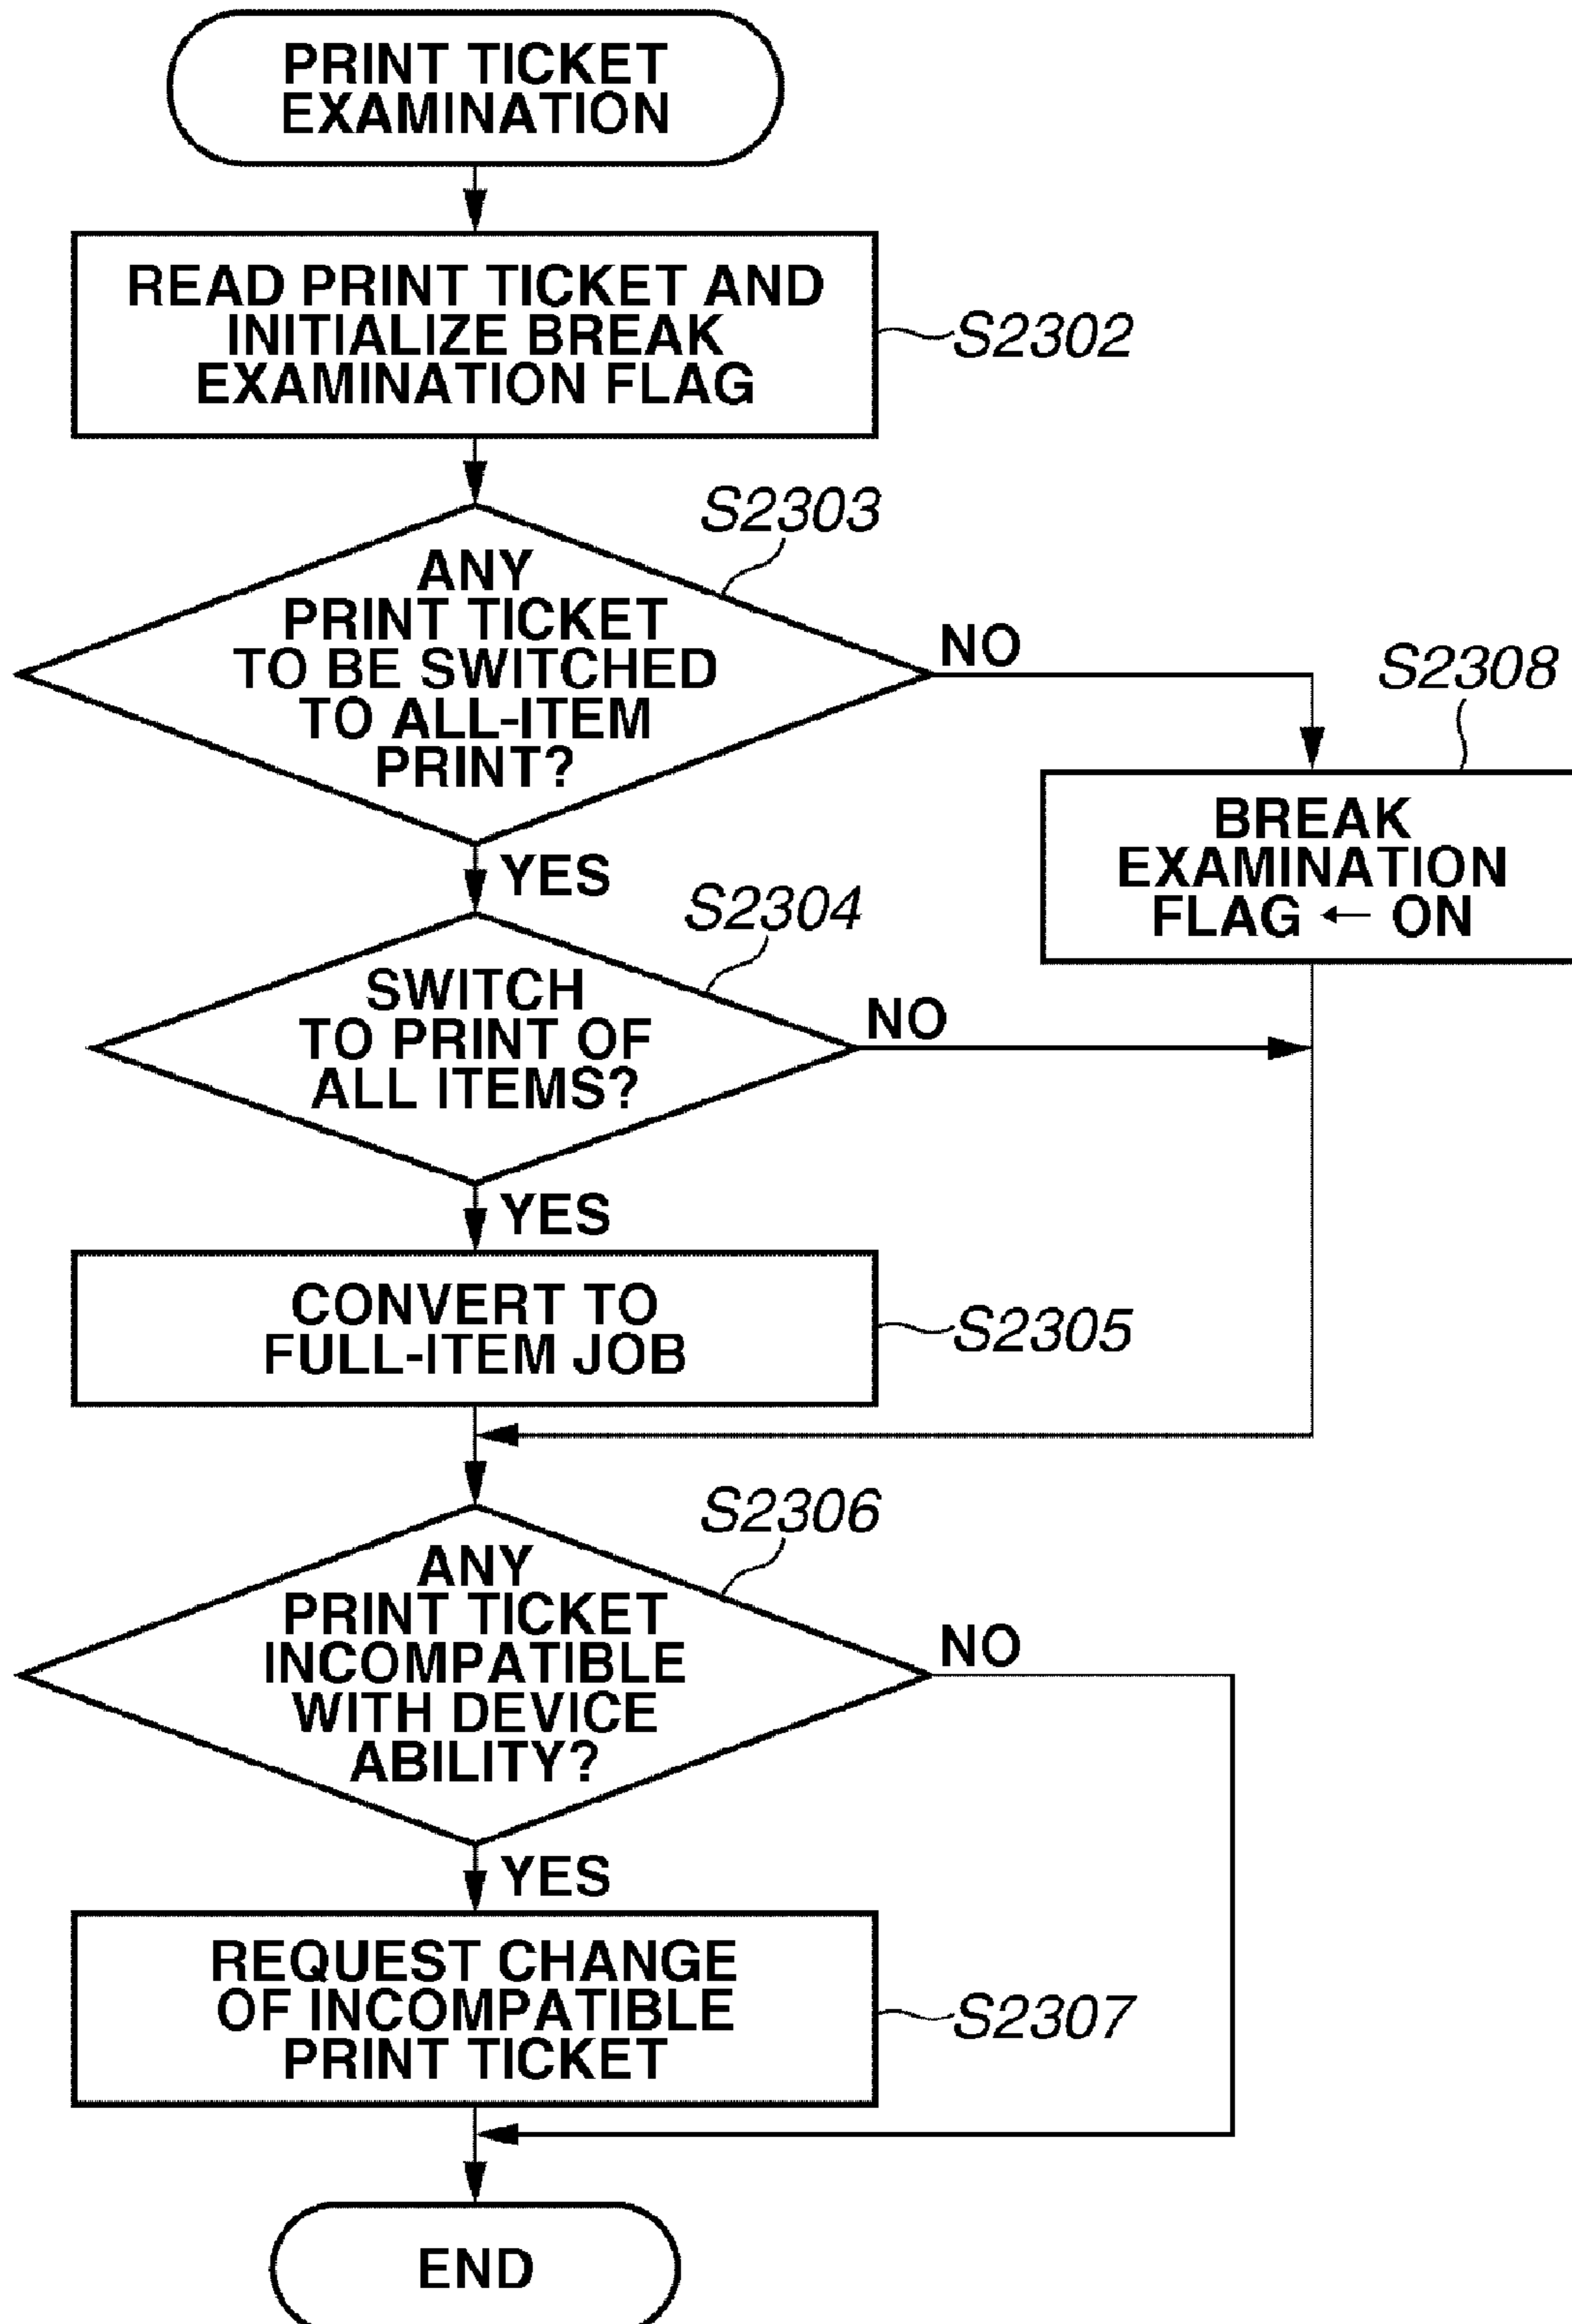 PRINT TICKET
EXAMINATION
READ PRINT TICKET AND
INITIALIZE BREAK
EXAMINATION FLAG
S2302
S2303
ANY
PRINT TICKET
TO BE SWITCHED
TO ALL-ITEM
PRINT?
NO
S2308
BREAK
EXAMINATION
FLAG ← ON
YES
S2304
SWITCH
TO PRINT OF
ALL ITEMS?
NO
YES
CONVERT TO
FULL-ITEM JOB
S2305
S2306
ANY
PRINT TICKET
INCOMPATIBLE
WITH DEVICE
ABILITY?
NO
YES
REQUEST CHANGE
OF INCOMPATIBLE
PRINT TICKET
S2307
END